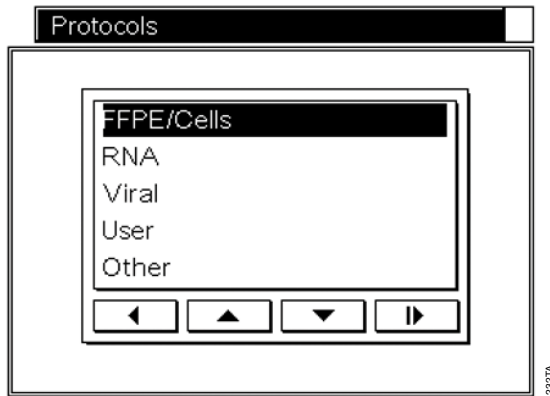 Protocols
FFPE/Cells
RNA
Viral
User
Other